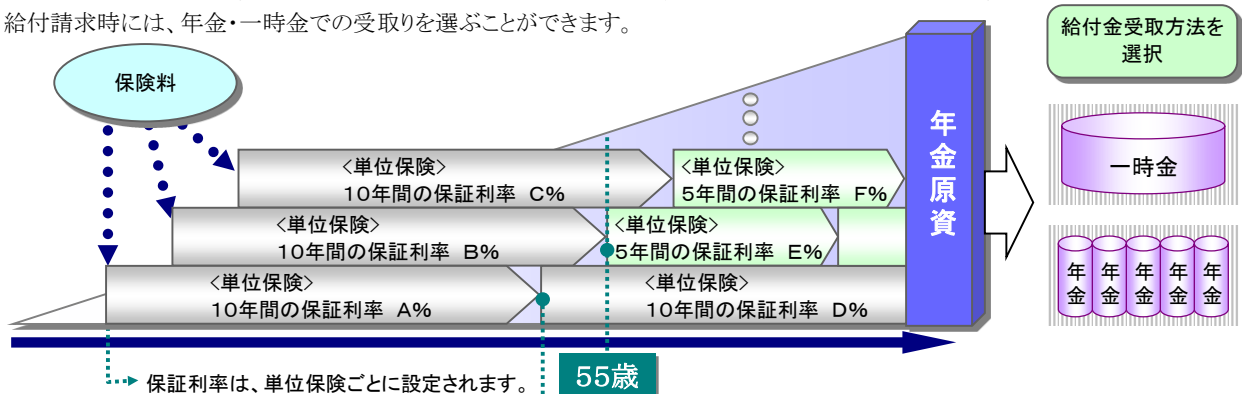 給付請求時には、年金・一時金での受取りを選ぶことができます。
給付金受取方法を
選択
保険料
年金原資
一時金
<単位保険>
10年間の保証利率 C%
<単位保険>
5年間の保証利率 F%
<単位保険>
10年間の保証利率 B%
<単位保険>
5年間の保証利率 E%
<単位保険>
10年間の保証利率 A%
<単位保険>
10年間の保証利率 D%
年金
年金
年金
年金
年金
55歳
保証利率は、単位保険ごとに設定されます。